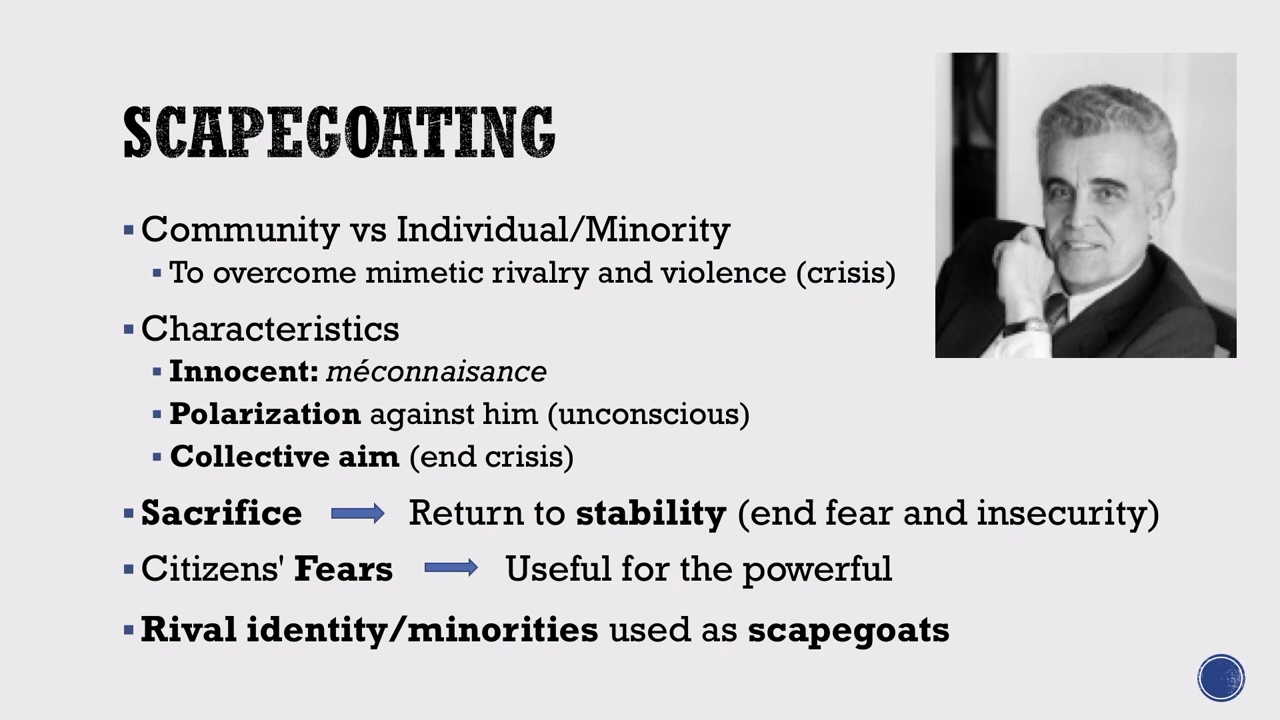 SCAPEGOATING
Community vs Individual/Minority
To overcome mimetic rivalry and violence (crisis)
Characteristics
Innocent: méconnaisance
Polarization against him (unconscious)
Collective aim (end crisis)
Sacrifice Return to stability (end fear and insecurity)
Citizens' Fears Useful for the powerful
Rival identity/minorities used as scapegoats